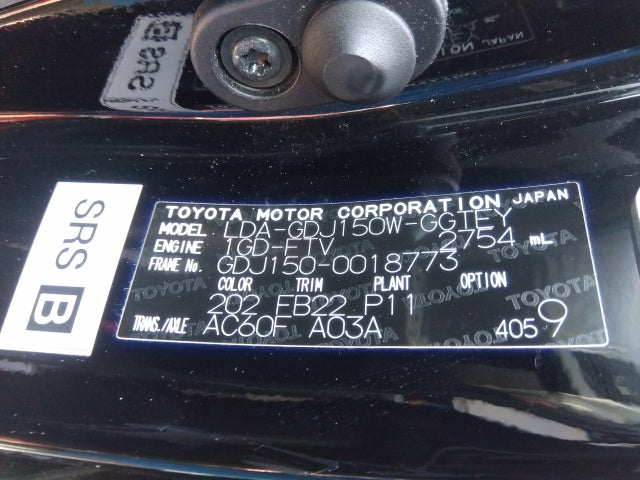 SRS B
TOYOTA MOTOR CORPORATION JAPAN
MODEL LDA-GDJ150W-GGTEY
ENGINE 1GD-FTV 2754 mL
FRAME No. GDJ150-0018773
COLOR TRIM PLANT OPTION
202 FB22 P11
TRANS./AXLE AC60F A03A 4059